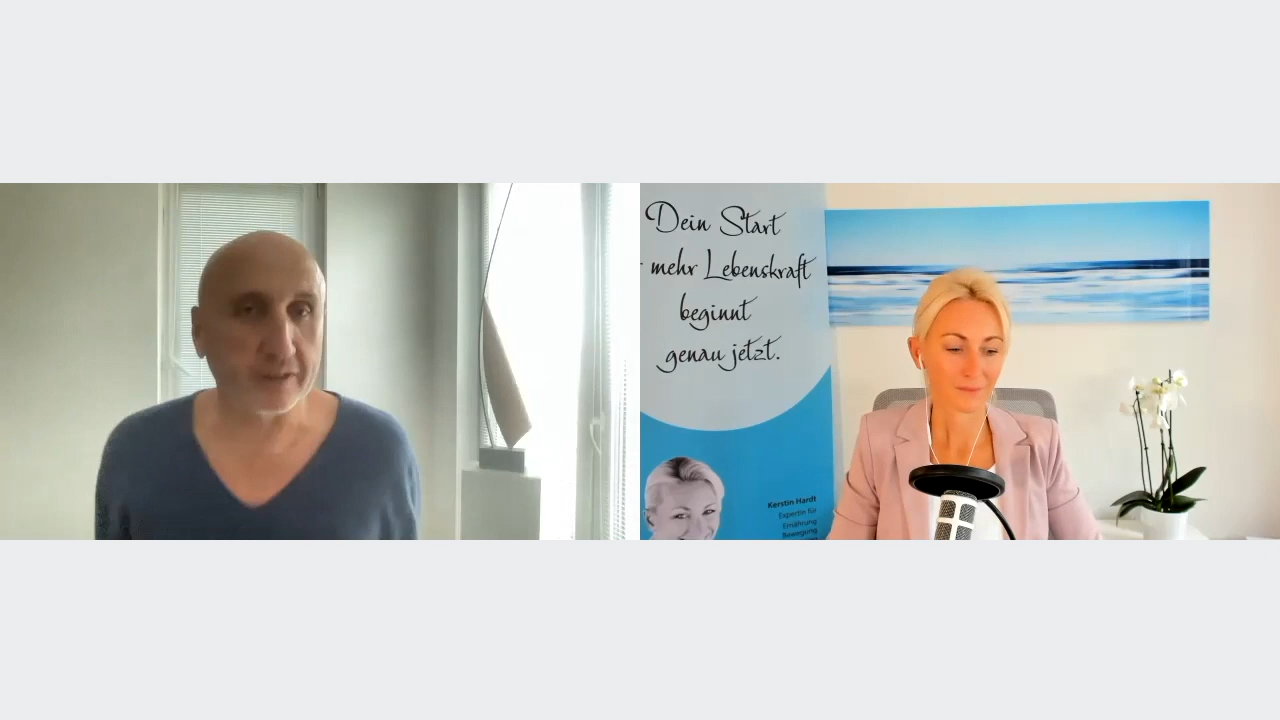 Dein Start
mehr Lebenskraft
beginnt
genau jetzt.
Kerstin Hardt
Expertin für
Ernährung
Bewegung